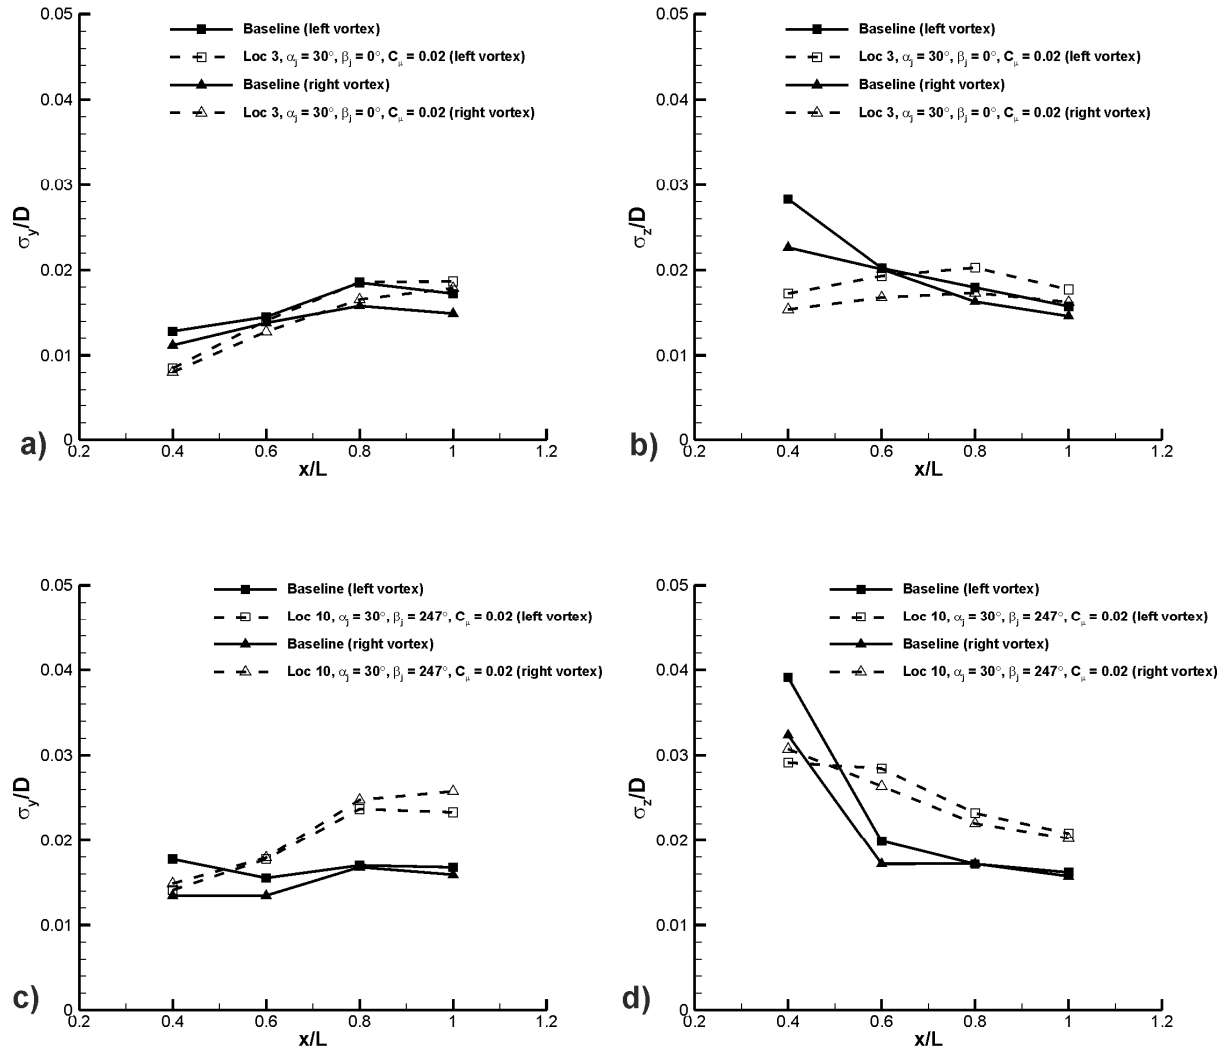 0.05
0.04
0.03
0.02
0.01
0
σy/D
Baseline (left vortex)
Loc 3, αj = 30°, βj = 0°, Cμ = 0.02 (left vortex)
Baseline (right vortex)
Loc 3, αj = 30°, βj = 0°, Cμ = 0.02 (right vortex)
a)
0.2 0.4 0.6 0.8 1 1.2
x/L
0.05
0.04
0.03
0.02
0.01
0
σz/D
Baseline (left vortex)
Loc 3, αj = 30°, βj = 0°, Cμ = 0.02 (left vortex)
Baseline (right vortex)
Loc 3, αj = 30°, βj = 0°, Cμ = 0.02 (right vortex)
b)
0.2 0.4 0.6 0.8 1 1.2
x/L
0.05
0.04
0.03
0.02
0.01
0
σy/D
Baseline (left vortex)
Loc 10, αj = 30°, βj = 247°, Cμ = 0.02 (left vortex)
Baseline (right vortex)
Loc 10, αj = 30°, βj = 247°, Cμ = 0.02 (right vortex)
c)
0.2 0.4 0.6 0.8 1 1.2
x/L
0.05
0.04
0.03
0.02
0.01
0
σz/D
Baseline (left vortex)
Loc 10, αj = 30°, βj = 247°, Cμ = 0.02 (left vortex)
Baseline (right vortex)
Loc 10, αj = 30°, βj = 247°, Cμ = 0.02 (right vortex)
d)
0.2 0.4 0.6 0.8 1 1.2
x/L